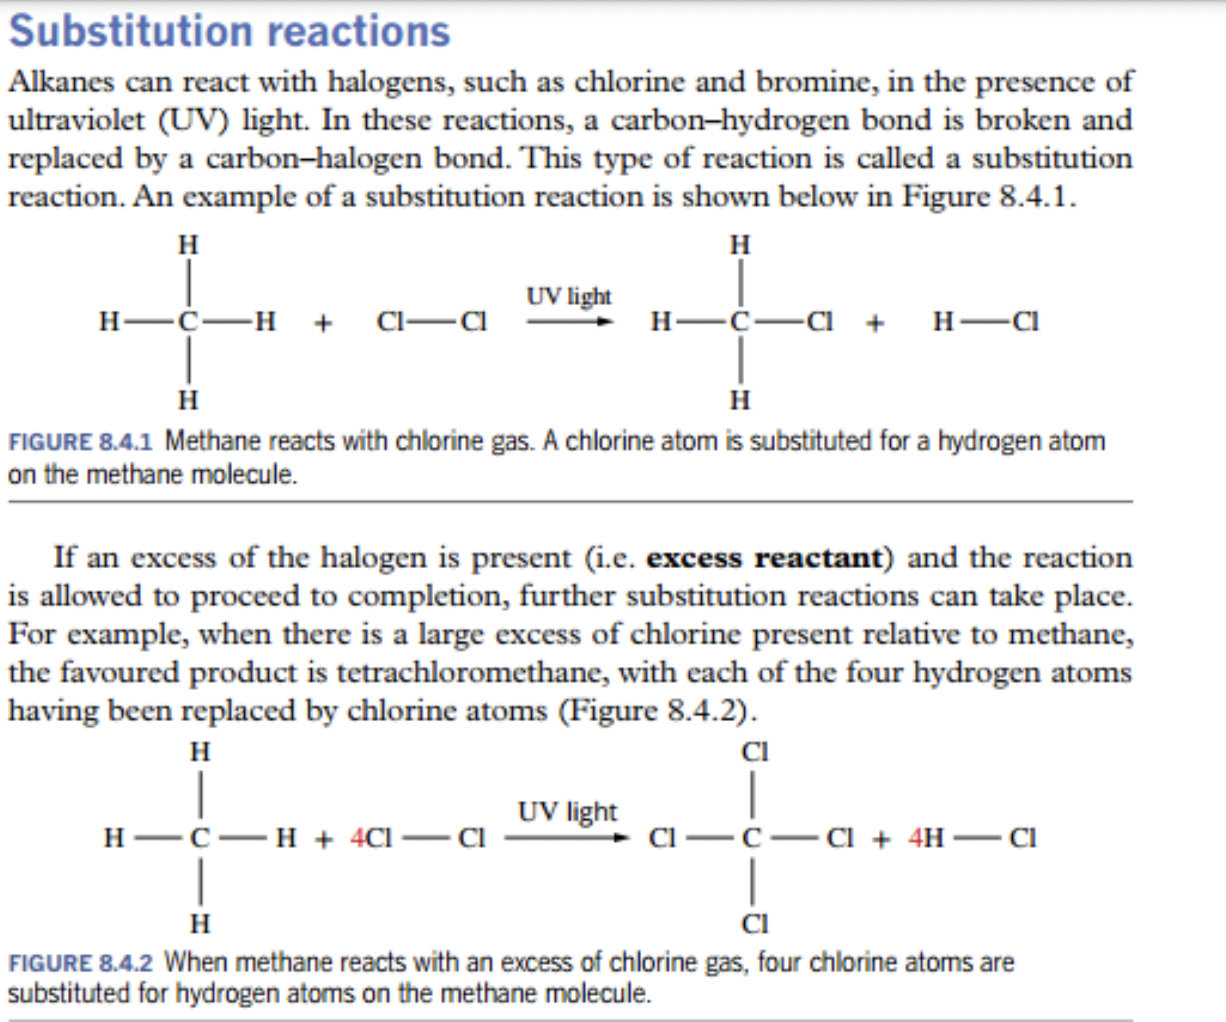 Substitution reactions
Alkanes can react with halogens, such as chlorine and bromine, in the presence of
ultraviolet (UV) light. In these reactions, a carbon–hydrogen bond is broken and
replaced by a carbon–halogen bond. This type of reaction is called a substitution
reaction. An example of a substitution reaction is shown below in Figure 8.4.1.
H H
UV light
H—C—H + Cl—Cl H—C—Cl + H—Cl
H H
FIGURE 8.4.1 Methane reacts with chlorine gas. A chlorine atom is substituted for a hydrogen atom
on the methane molecule.
If an excess of the halogen is present (i.e. excess reactant) and the reaction
is allowed to proceed to completion, further substitution reactions can take place.
For example, when there is a large excess of chlorine present relative to methane,
the favoured product is tetrachloromethane, with each of the four hydrogen atoms
having been replaced by chlorine atoms (Figure 8.4.2).
H Cl
UV light
H—C—H + 4Cl—Cl Cl—C—Cl + 4H—Cl
H Cl
FIGURE 8.4.2 When methane reacts with an excess of chlorine gas, four chlorine atoms are
substituted for hydrogen atoms on the methane molecule.